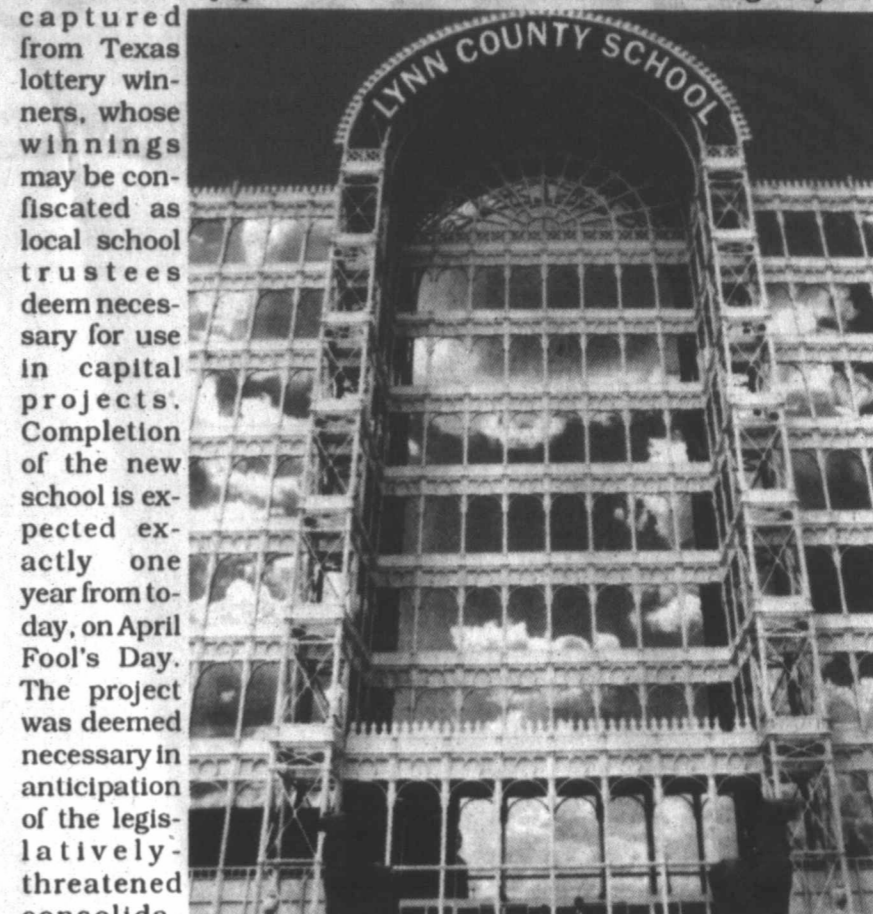 captured
from Texas
lottery win-
ners, whose
winnings
may be con-
fiscated as
local school
trustees
deem neces-
sary for use
in capital
projects.
Completion
of the new
school is ex-
pected ex-
actly one
year from to-
day, on April
Fool's Day.
The project
was deemed
necessary in
anticipation
of the legis-
latively-
threatened
consolida-
LYNN COUNTY SCHOOL